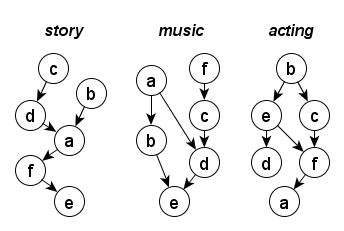 story music acting
c f b
b a
d c e c
a b d d f
f e e a